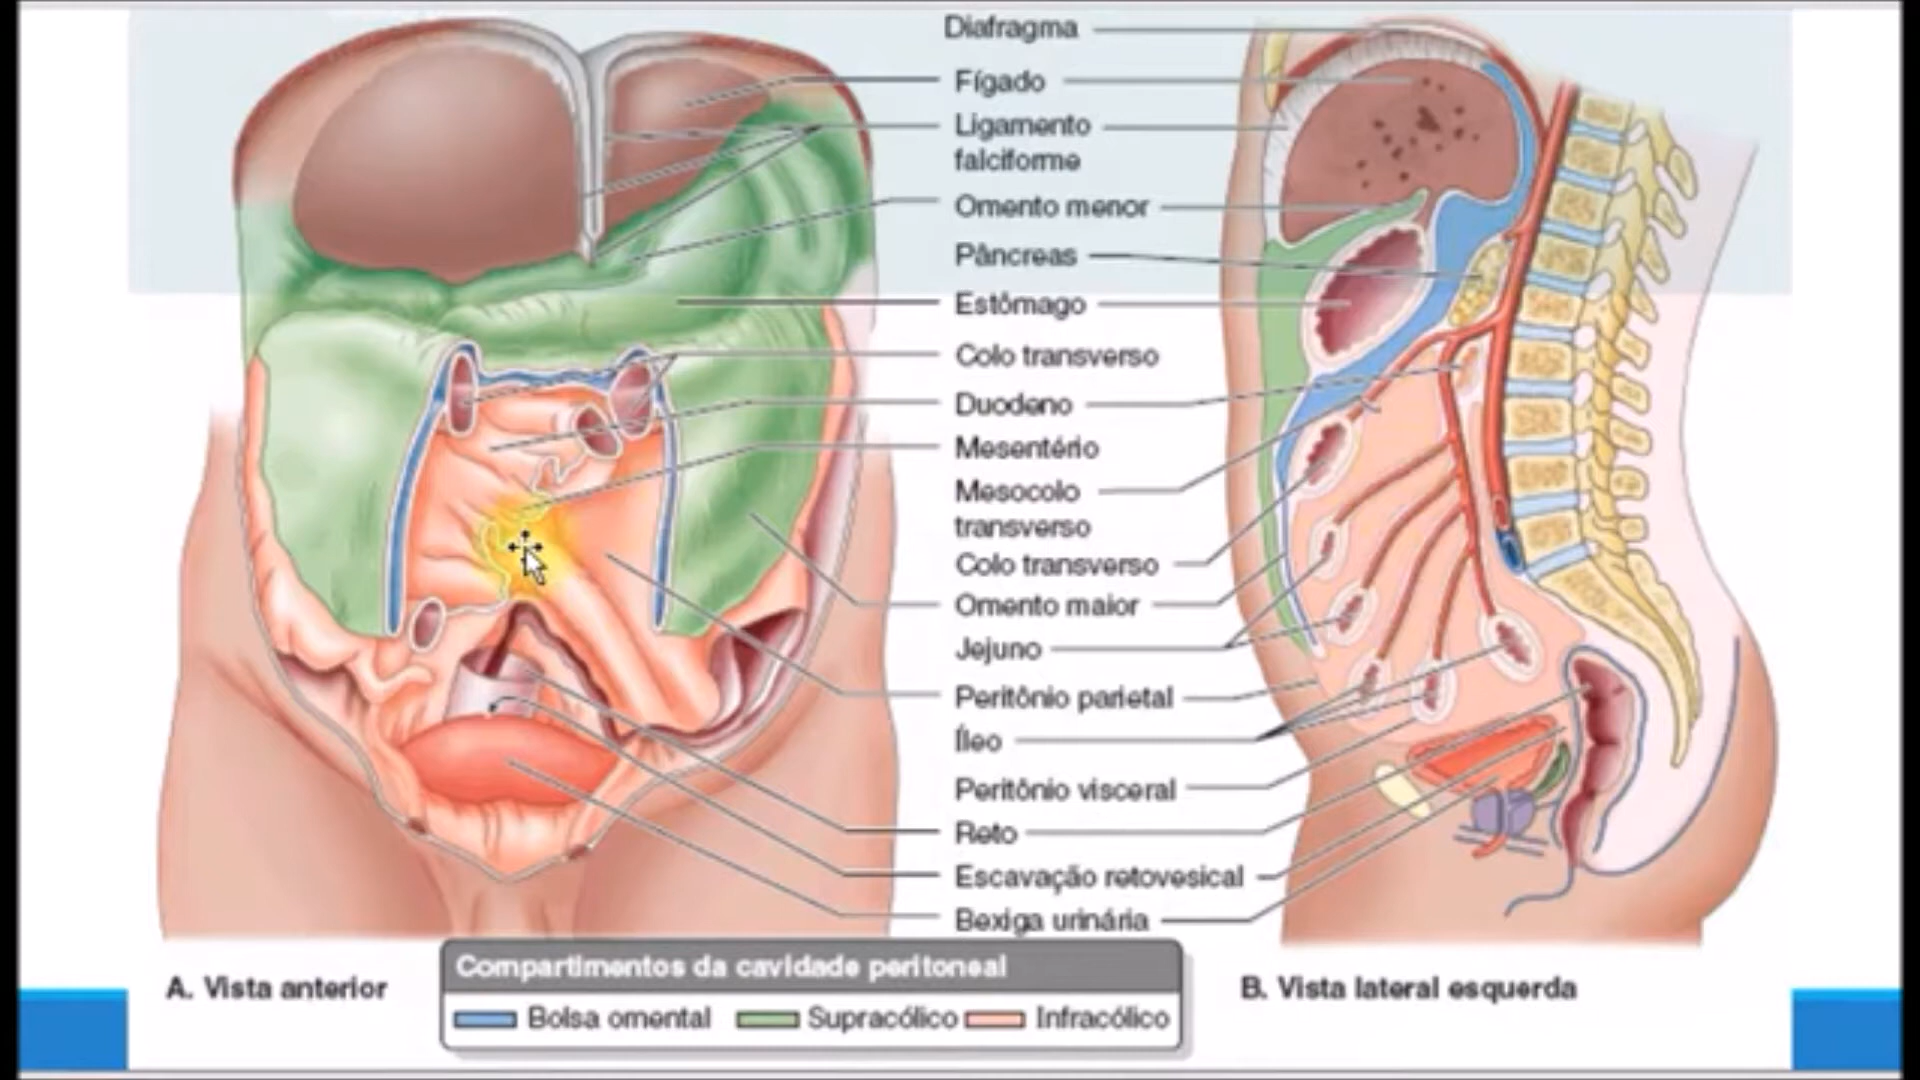 Diafragma
Fígado
Ligamento
falciforme
Omento menor
Pâncreas
Estômago
Colo transverso
Duodeno
Mesentério
Mesocolo
transverso
Colo transverso
Omento maior
Jejuno
Peritônio parietal
Íleo
Peritônio visceral
Reto
Escavação retovesical
Bexiga urinária
A. Vista anterior
Compartimentos da cavidade peritoneal
Bolsa omental Supracólico Infracólico
B. Vista lateral esquerda